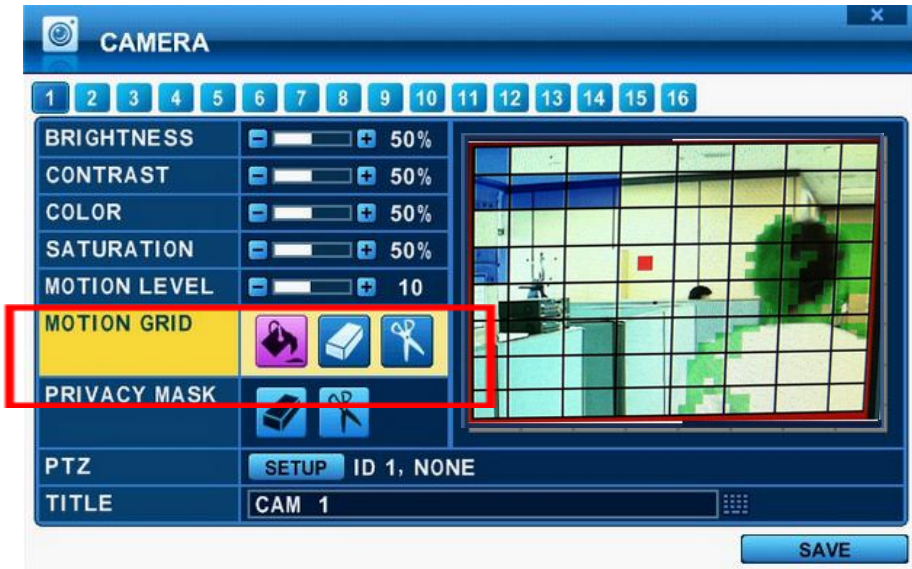 CAMERA
1 2 3 4 5 6 7 8 9 10 11 12 13 14 15 16
BRIGHTNESS 50%
CONTRAST 50%
COLOR 50%
SATURATION 50%
MOTION LEVEL 10
MOTION GRID
PRIVACY MASK
PTZ SETUP ID 1, NONE
TITLE CAM 1
SAVE